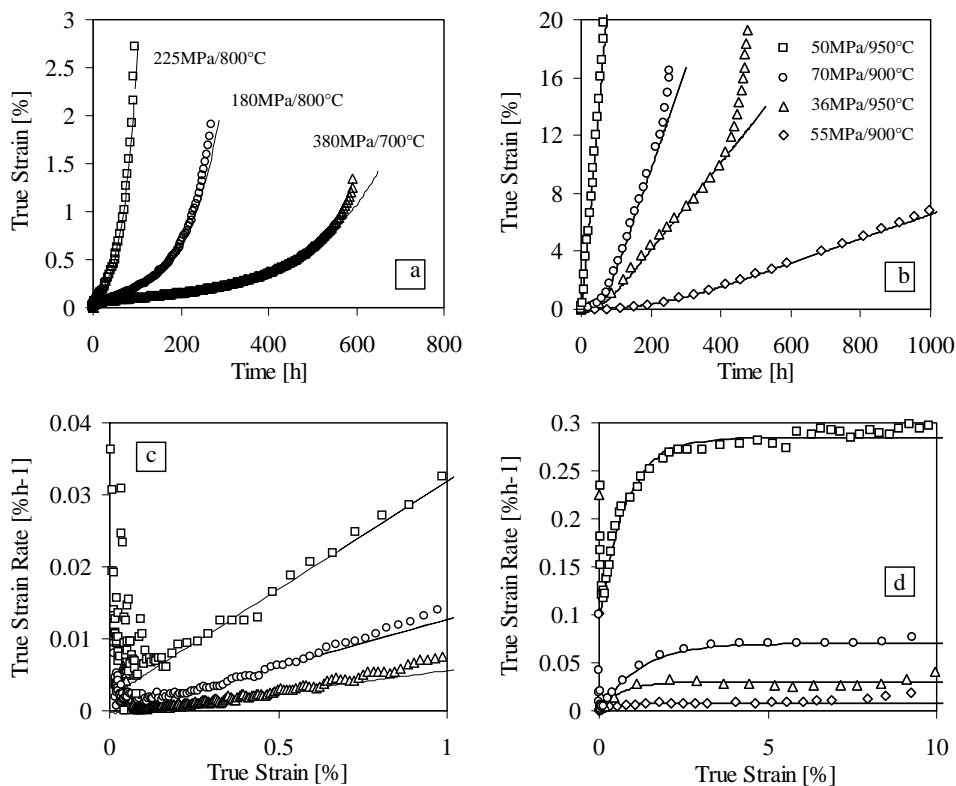 3
2.5
2
1.5
1
0.5
0
0
200
400
600
800
True Strain [%]
Time [h]
225MPa/800°C
180MPa/800°C
380MPa/700°C
a
20
16
12
8
4
0
0
200
400
600
800
1000
True Strain [%]
Time [h]
50MPa/950°C
70MPa/900°C
36MPa/950°C
55MPa/900°C
b
0.04
0.03
0.02
0.01
0
0
0.5
1
True Strain Rate [%h-1]
True Strain [%]
c
0.3
0.25
0.2
0.15
0.1
0.05
0
0
5
10
True Strain Rate [%h-1]
True Strain [%]
d